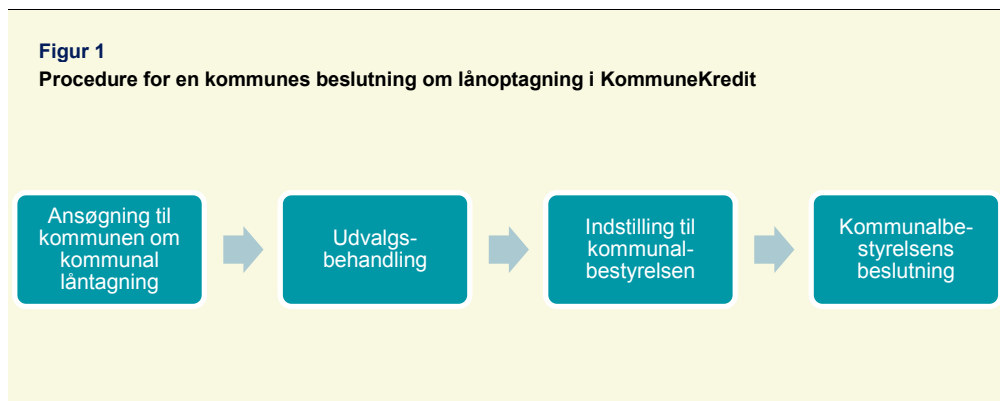 Figur 1
Procedure for en kommunes beslutning om lånoptagning i KommuneKredit
Ansøgning til
kommunen om
kommunal
låntagning
Udvalgs-
behandling
Indstilling til
kommunal-
bestyrelsen
Kommunalbe-
styrelsens
beslutning